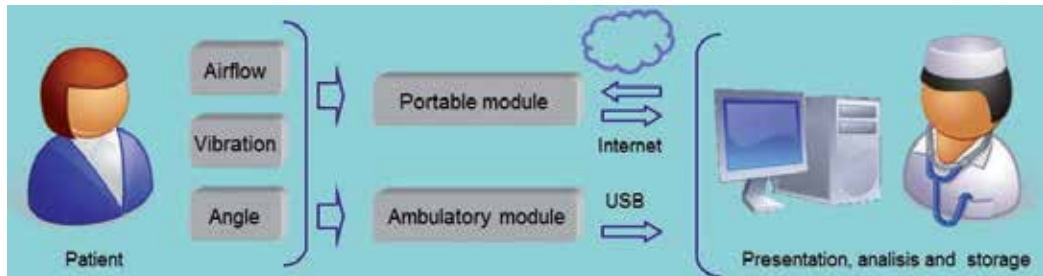 Airflow
Vibration
Angle
Patient
Portable module
Ambulatory module
Internet
USB
Presentation, analisis and storage